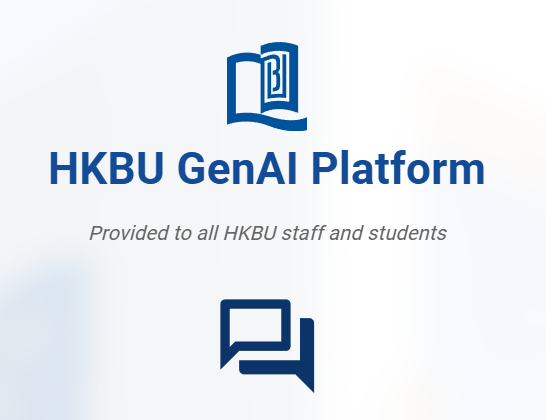 HKBU GenAI Platform
Provided to all HKBU staff and students